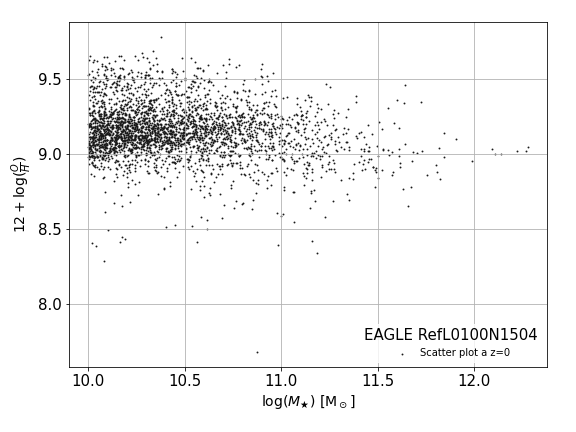 9.5
9.0
8.5
8.0
12 + log(O/H)
EAGLE RefL0100N1504
Scatter plot a z=0
10.0 10.5 11.0 11.5 12.0
log(M★) [M⊙]